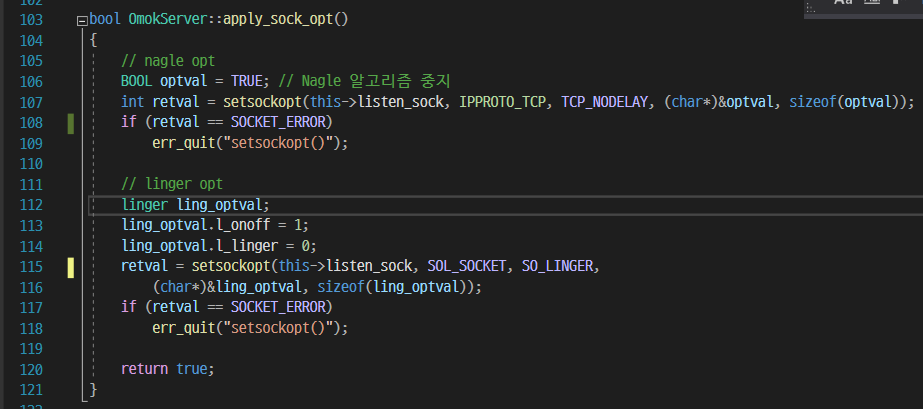 102
103 bool OmokServer::apply_sock_opt()
104 {
105 // nagle opt
106 BOOL optval = TRUE; // Nagle 알고리즘 중지
107 int retval = setsockopt(this->listen_sock, IPPROTO_TCP, TCP_NODELAY, (char*)&optval, sizeof(optval));
108 if (retval == SOCKET_ERROR)
109 err_quit("setsockopt()");
110
111 // linger opt
112 linger ling_optval;
113 ling_optval.l_onoff = 1;
114 ling_optval.l_linger = 0;
115 retval = setsockopt(this->listen_sock, SOL_SOCKET, SO_LINGER,
116 (char*)&ling_optval, sizeof(ling_optval));
117 if (retval == SOCKET_ERROR)
118 err_quit("setsockopt()");
119
120 return true;
121 }